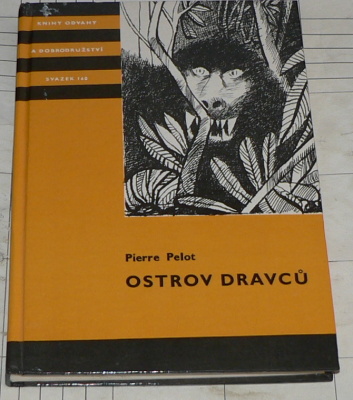 KNIHY ODVAHY
A DOBRODRUŽSTVÍ
SVAZEK 168
Pierre Pelot
OSTROV DRAVCŮ